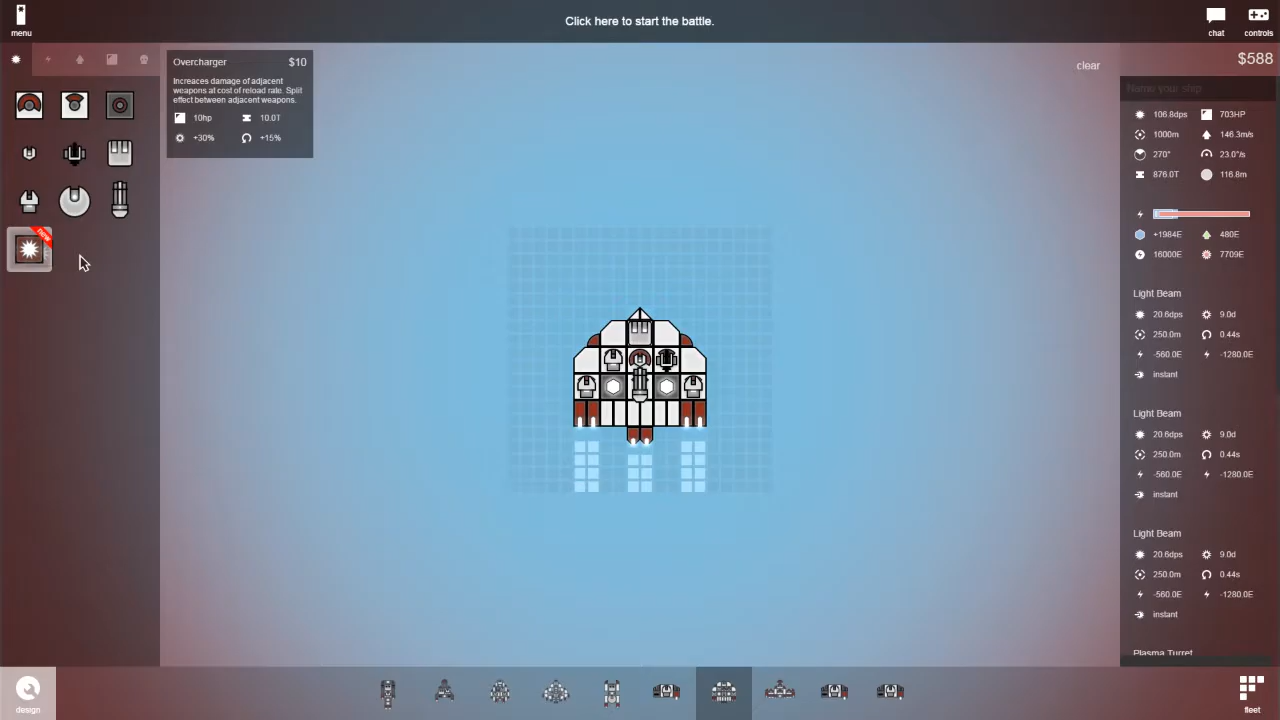 menu
Click here to start the battle.
chat
controls
Overcharger $10
Increaces damage of adjacent
weapons at cost of reload rate. Split
effect between adjacent weapons.
10hp 10.0T
+30% +15%
new
clear
$588
Name your ship
106.8dps 703HP
1000m 146.3m/s
270° 23.0°/s
876.0T 116.8m
+1984E 480E
16000E 7709E
Light Beam
20.6dps 9.0d
250.0m 0.44s
-560.0E -1280.0E
instant
Light Beam
20.6dps 9.0d
250.0m 0.44s
-560.0E -1280.0E
instant
Light Beam
20.6dps 9.0d
250.0m 0.44s
-560.0E -1280.0E
instant
Plasma Turret
design
fleet